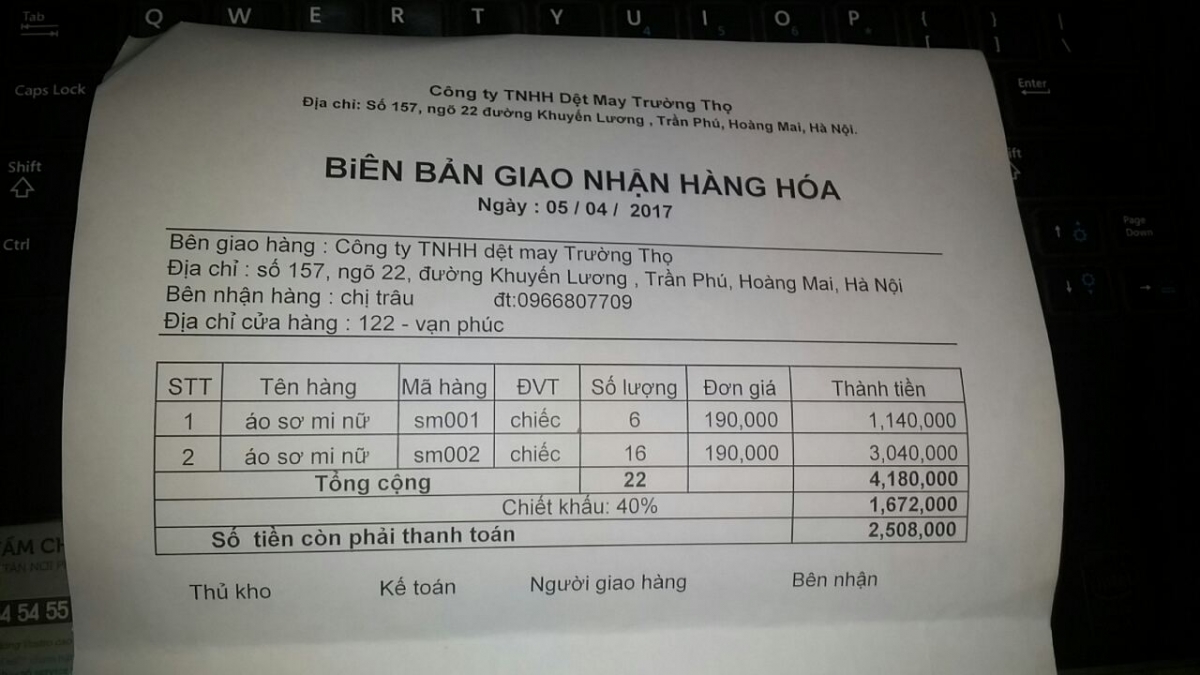 Tab
Q W E R T Y U I O P { }
4 5 6 * [ ] \
Caps Lock
Enter
Shift
Ctrl
Page
Down
Công ty TNHH Dệt May Trường Thọ
Địa chỉ: Số 157, ngõ 22 đường Khuyến Lương , Trần Phú, Hoàng Mai, Hà Nội.
BiÊN BẢN GIAO NHẬN HÀNG HÓA
Ngày : 05 / 04 / 2017
Bên giao hàng : Công ty TNHH dệt may Trường Thọ
Địa chỉ : số 157, ngõ 22, đường Khuyến Lương , Trần Phú, Hoàng Mai, Hà Nội
Bên nhận hàng : chị trâu đt:0966807709
Địa chỉ cửa hàng : 122 - vạn phúc
STT Tên hàng Mã hàng ĐVT Số lượng Đơn giá Thành tiền
1 áo sơ mi nữ sm001 chiếc 6 190,000 1,140,000
2 áo sơ mi nữ sm002 chiếc 16 190,000 3,040,000
Tổng cộng 22 4,180,000
Chiết khấu: 40% 1,672,000
Số tiền còn phải thanh toán 2,508,000
Thủ kho Kế toán Người giao hàng Bên nhận
4 54 55